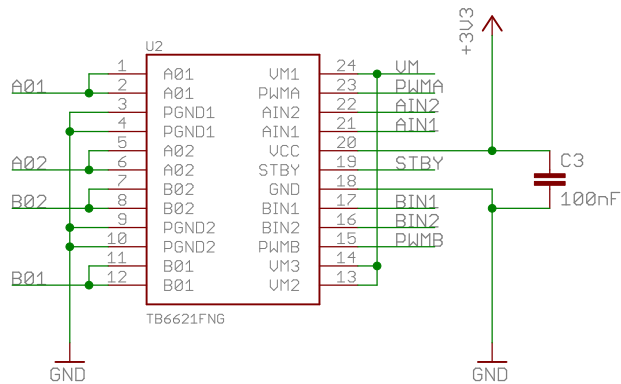 +3V3
U2
1 24 VM
A01 VM1
A01 2 23 PWMA
A01 PWMA
3 22 AIN2
PGND1 AIN2
4 21 AIN1
PGND1 AIN1
5 20
A02 VCC
A02 6 19 STBY
A02 STBY
C3
7 18
B02 GND
100nF
B02 8 17 BIN1
B02 BIN1
9 16 BIN2
PGND2 BIN2
10 15 PWMB
PGND2 PWMB
11 14
B01 VM3
B01 12 13
B01 VM2
TB6621FNG
GND GND